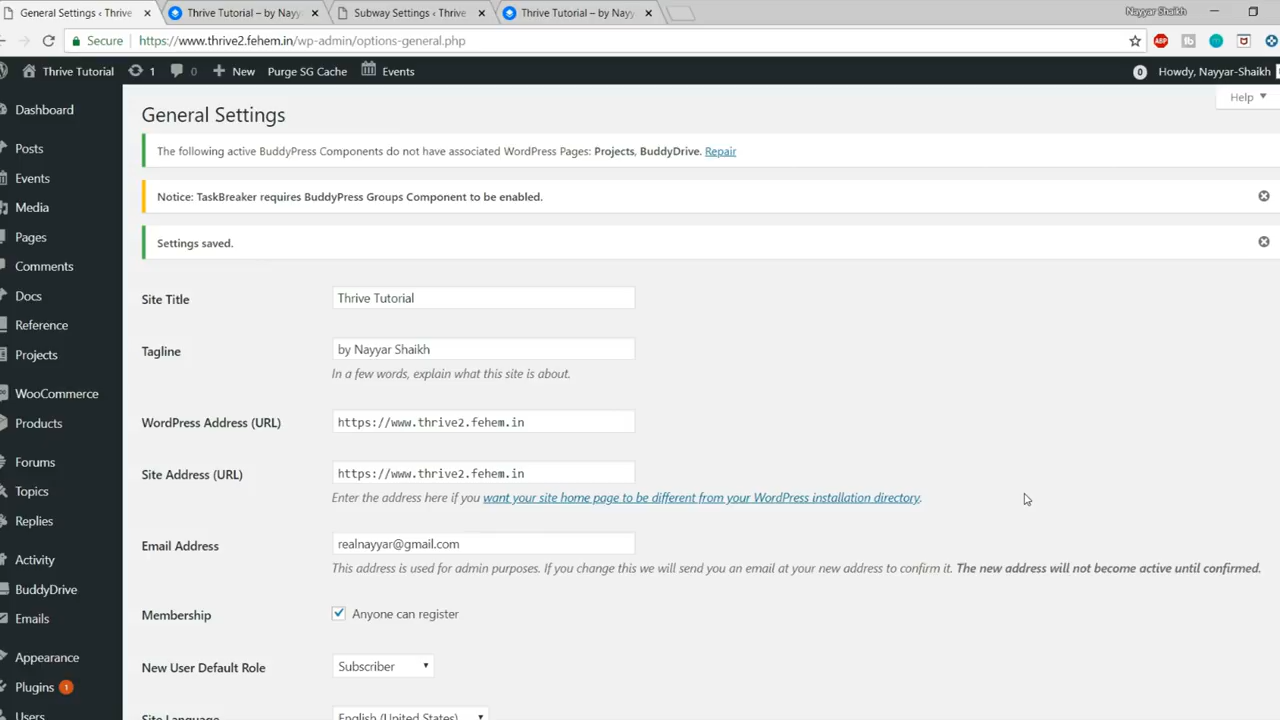 General Settings ‹ Thrive
Thrive Tutorial – by Nayy
Subway Settings ‹ Thrive
Thrive Tutorial – by Nayy
Nayyar Shaikh
Secure
https://www.thrive2.fehem.in/wp-admin/options-general.php
ABP
Thrive Tutorial
1
0
New
Purge SG Cache
Events
0
Howdy, Nayyar-Shaikh
Help
Dashboard
Posts
Events
Media
Pages
Comments
Docs
Reference
Projects
WooCommerce
Products
Forums
Topics
Replies
Activity
BuddyDrive
Emails
Appearance
Plugins 1
Users
General Settings
The following active BuddyPress Components do not have associated WordPress Pages: Projects, BuddyDrive. Repair
Notice: TaskBreaker requires BuddyPress Groups Component to be enabled.
Settings saved.
Site Title
Thrive Tutorial
Tagline
by Nayyar Shaikh
In a few words, explain what this site is about.
WordPress Address (URL)
https://www.thrive2.fehem.in
Site Address (URL)
https://www.thrive2.fehem.in
Enter the address here if you want your site home page to be different from your WordPress installation directory.
Email Address
realnayyar@gmail.com
This address is used for admin purposes. If you change this we will send you an email at your new address to confirm it. The new address will not become active until confirmed.
Membership
Anyone can register
New User Default Role
Subscriber
Site Language
English (United States)